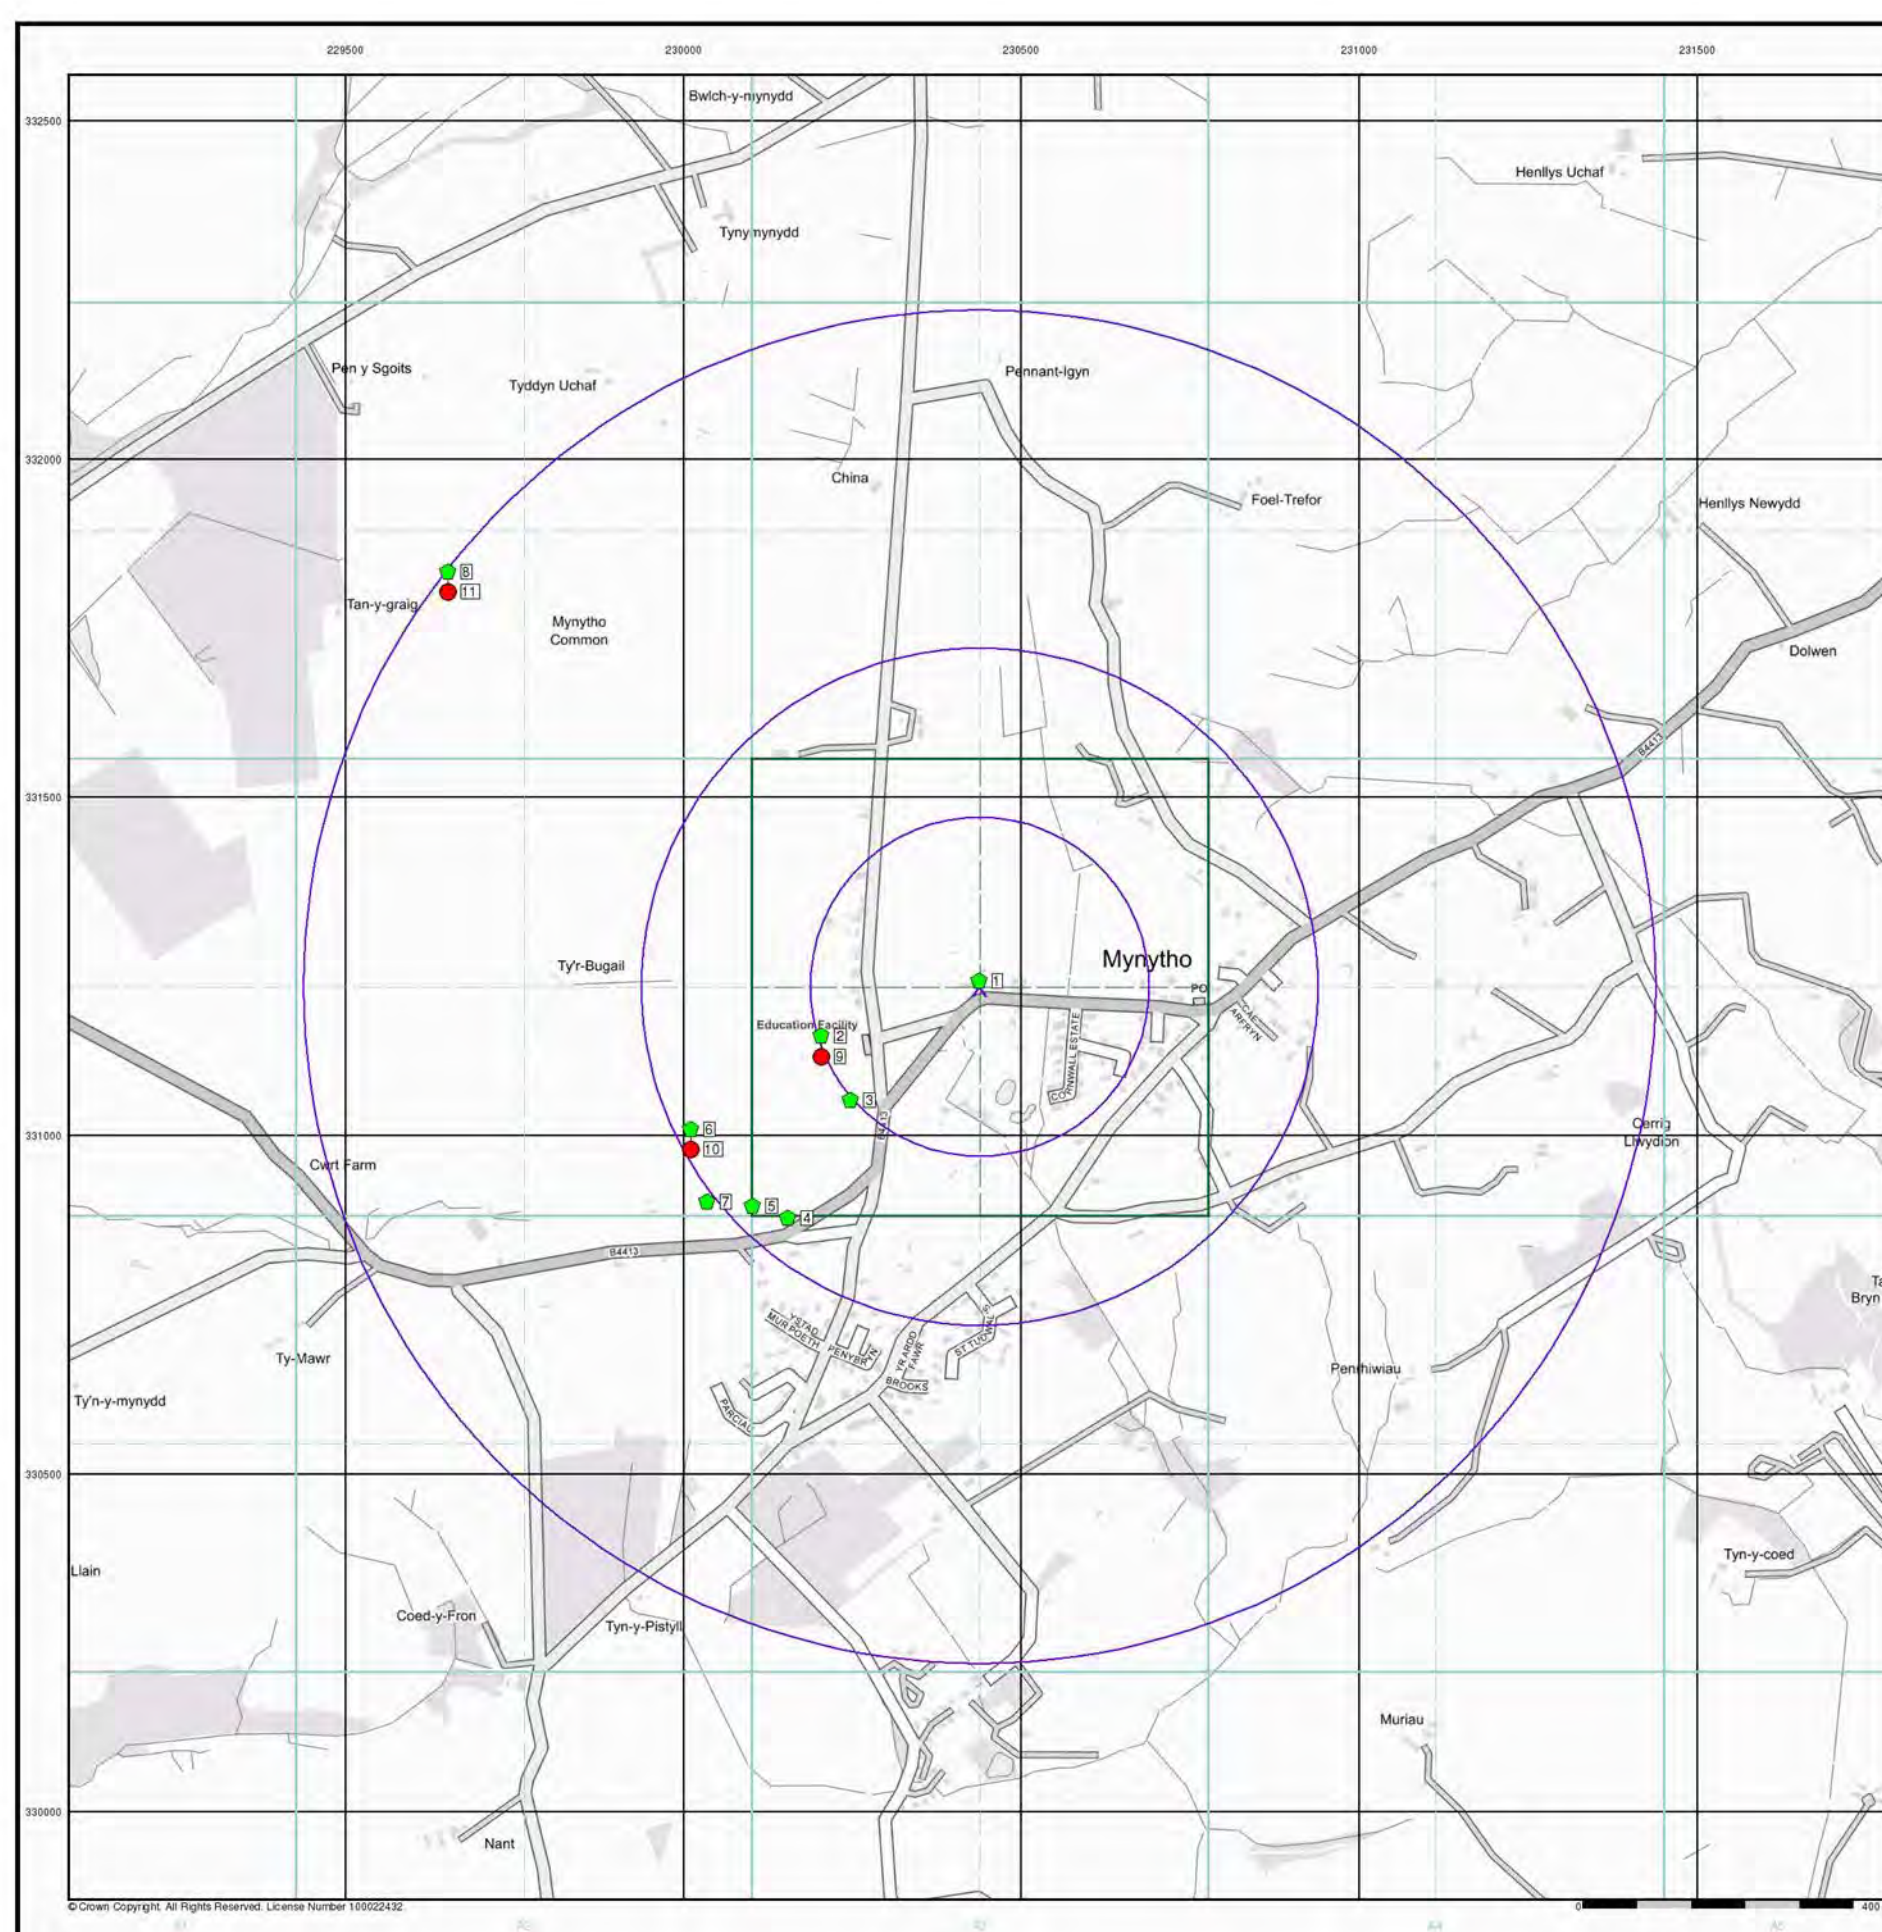 229500 230000 230500 231000 231500
Bwlch-y-mynydd
332500
Henllys Uchaf
Tynymynydd
Pen y Sgoits
Pennant-Igyn
Tyddyn Uchaf
332000
China
Foel-Trefor
Henllys Newydd
8
11
Tan-y-graig
Mynytho
Common
Dolwen
B4413
331500
Mynytho
Ty'r-Bugail
1
PO
CAE
ARFRYN
Education Facility
2
9
CORNWALL ESTATE
3
B4413
331000
6
10
Cerrig
Llwydion
Cwrt Farm
7
5
4
B4413
Bryn
YSTAD
MUR POETH
PENYBRYN
YR ARDD
FAWR
ST TUDWAL'S
Ty-Mawr
Penrhiwiau
BROOKS
Ty'n-y-mynydd
PARCIAU
330500
Tyn-y-coed
Llain
Coed-y-Fron
Tyn-y-Pistyll
Muriau
330000
Nant
© Crown Copyright. All Rights Reserved. License Number 100022432
0 400